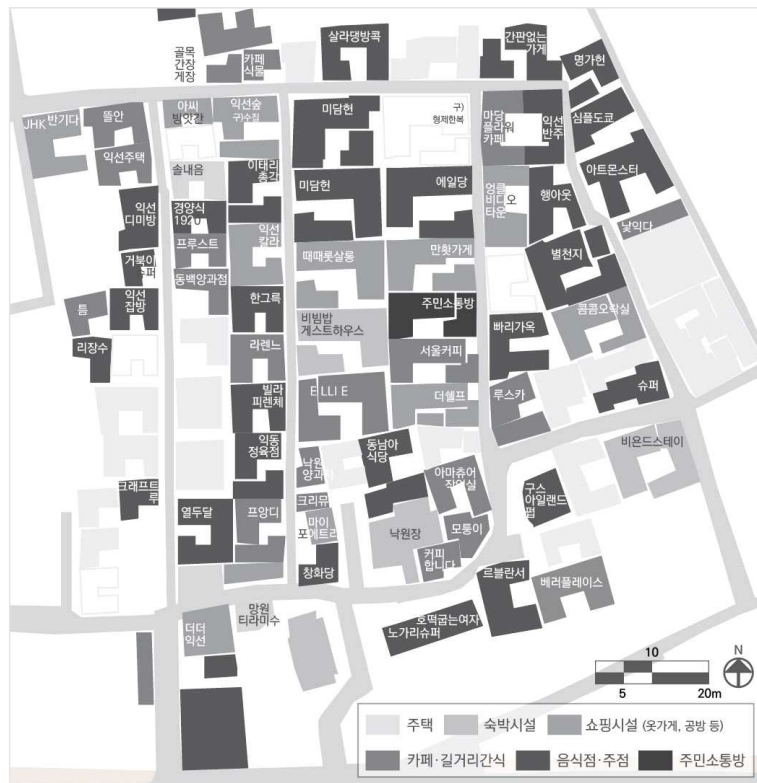 살라댕방콕
간판없는
가게
골목
간장
게장
카페
식물
명가헌
JHK
반기다
뜰안
아씨
방앗간
익선숲
구)수집
미담헌
구)
형제한복
마당
플라워
카페
익선
반주
심플도쿄
익선주택
솔내음
이태리
총각
미담헌
에일당
엉클
비디오
타운
행아웃
아트몬스터
익선
디미방
경양식
1920
익선
칼라
낯익다
거북이
슈퍼
프루스트
때때롯살롱
만홧가게
별천지
동백양과점
틈
익선
집방
한그륵
비빔밥
게스트하우스
주민소통방
빠리가옥
콤콤오락실
리장수
라렌느
서울커피
빌라
피렌체
ELLIE
더쉘프
루스카
슈퍼
익동
정육점
낙원
양과자
동남아
식당
아마츄어
작업실
비욘드스테이
크래프트
루
열두달
프앙디
크리뮤
마이
포에트리
낙원장
모퉁이
구스
아일랜드
펍
창화당
커피
합니다
르블란서
베러플레이스
더더
익선
망원
티라미수
호떡굽는여자
노가리슈퍼
N
10
5 20m
주택 숙박시설 쇼핑시설 (옷가게, 공방 등)
카페·길거리간식 음식점·주점 주민소통방